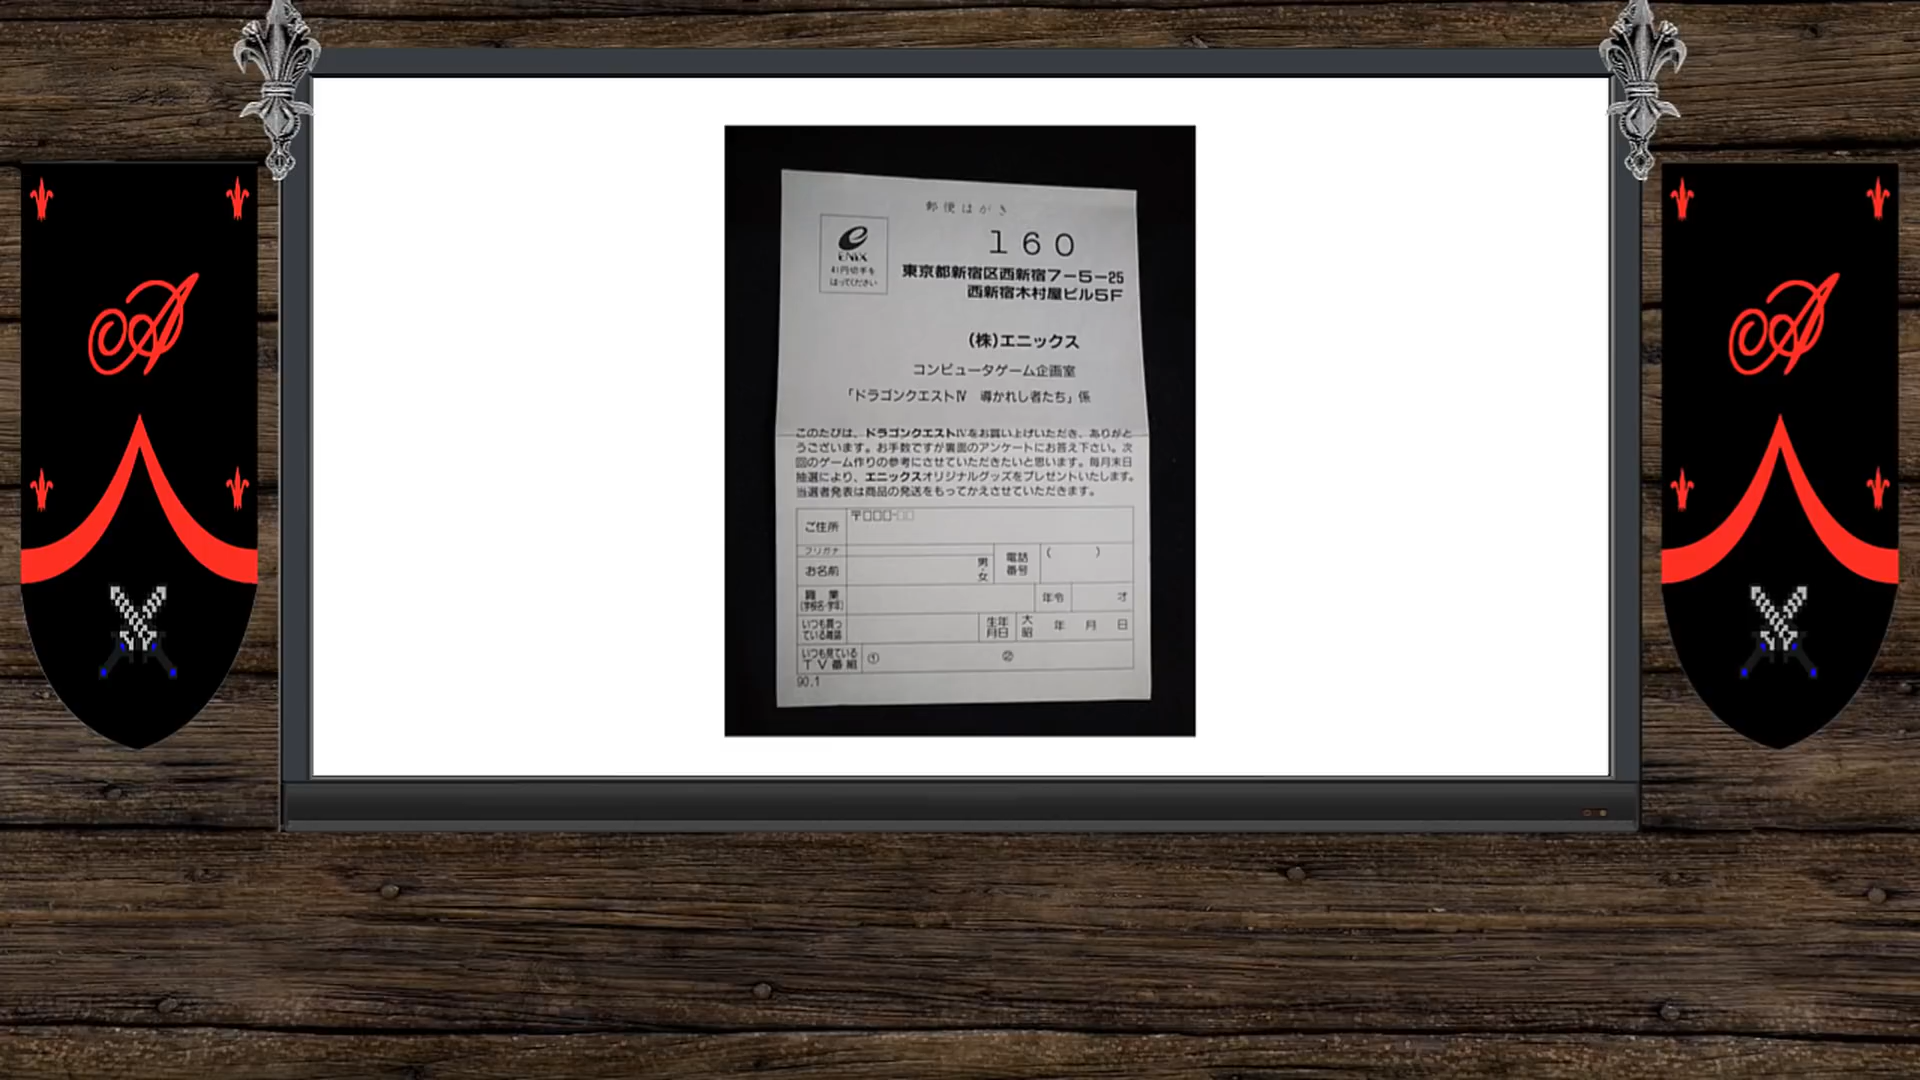 郵便はがき
ENIX
41円切手を
はってください
160
東京都新宿区西新宿7-5-25
西新宿木村屋ビル5F
(株)エニックス
コンピュータゲーム企画室
「ドラゴンクエストⅣ 導かれし者たち」係
このたびは、ドラゴンクエストⅣをお買い上げいただき、ありがと
うございます。お手数ですが裏面のアンケートにお答え下さい。次
回のゲーム作りの参考にさせていただきたいと思います。毎月末日
抽選により、エニックスオリジナルグッズをプレゼントいたします。
当選者発表は商品の発送をもってかえさせていただきます。
ご住所 〒□□□-□□
フリガナ
お名前 男・女 電話番号 ( )
職業(学校名・学年) 年令 才
いつも買っている雑誌 生年月日 大昭 年 月 日
いつも見ているTV番組 ① ②
90.1
A
A